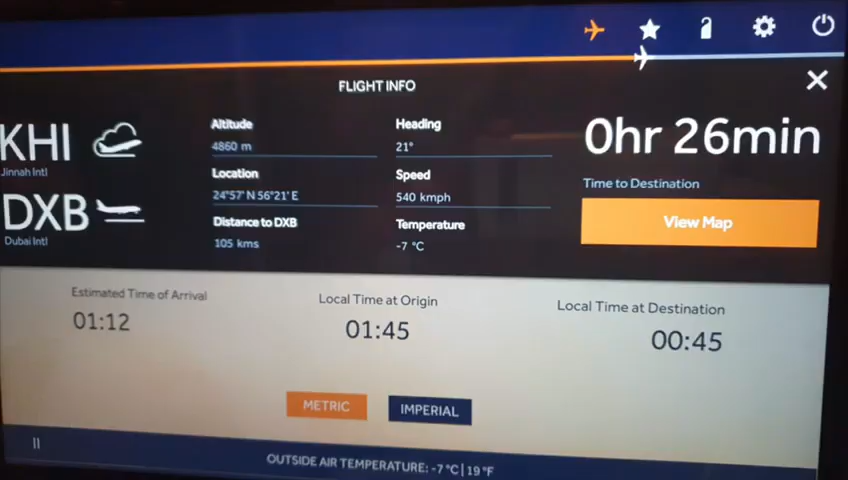 FLIGHT INFO
KHI
Jinnah Intl
DXB
Dubai Intl
Altitude
4860 m
Location
24°57' N 56°21' E
Distance to DXB
105 kms
Heading
21°
Speed
540 kmph
Temperature
-7 °C
0hr 26min
Time to Destination
View Map
Estimated Time of Arrival
01:12
Local Time at Origin
01:45
Local Time at Destination
00:45
METRIC
IMPERIAL
OUTSIDE AIR TEMPERATURE: -7 °C | 19 °F